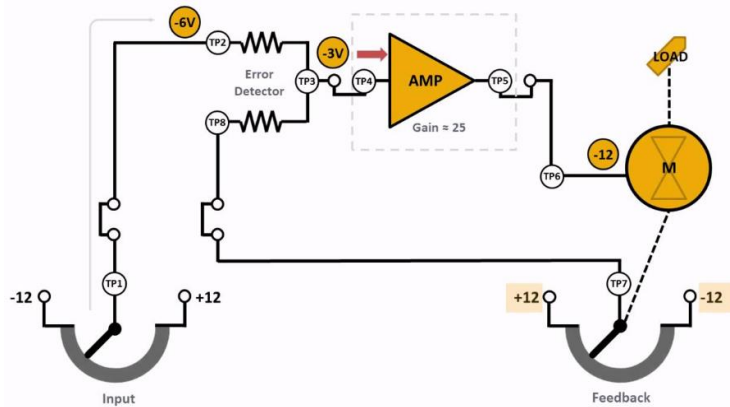 -6V
TP2
-3V
LOAD
Error
Detector
TP3
TP4
AMP
TP5
TP8
Gain ≈ 25
-12
M
TP6
TP1
TP7
-12
+12
+12
-12
Input
Feedback